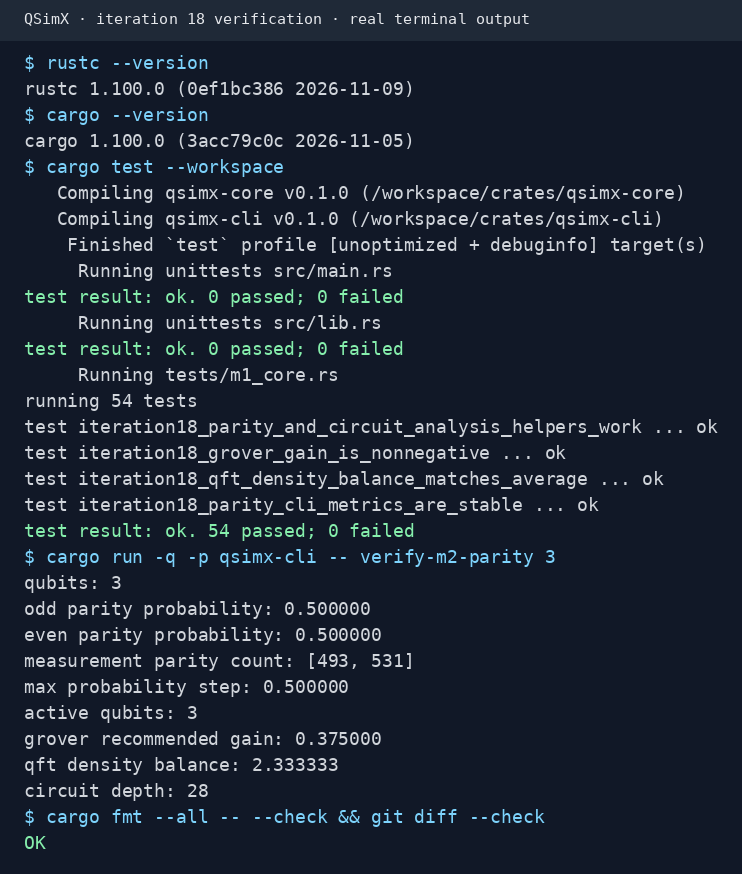 QSimX · iteration 18 verification · real terminal output
$ rustc --version
rustc 1.100.0 (0ef1bc386 2026-11-09)
$ cargo --version
cargo 1.100.0 (3acc79c0c 2026-11-05)
$ cargo test --workspace
   Compiling qsimx-core v0.1.0 (/workspace/crates/qsimx-core)
   Compiling qsimx-cli v0.1.0 (/workspace/crates/qsimx-cli)
    Finished `test` profile [unoptimized + debuginfo] target(s)
     Running unittests src/main.rs
test result: ok. 0 passed; 0 failed
     Running unittests src/lib.rs
test result: ok. 0 passed; 0 failed
     Running tests/m1_core.rs
running 54 tests
test iteration18_parity_and_circuit_analysis_helpers_work ... ok
test iteration18_grover_gain_is_nonnegative ... ok
test iteration18_qft_density_balance_matches_average ... ok
test iteration18_parity_cli_metrics_are_stable ... ok
test result: ok. 54 passed; 0 failed
$ cargo run -q -p qsimx-cli -- verify-m2-parity 3
qubits: 3
odd parity probability: 0.500000
even parity probability: 0.500000
measurement parity count: [493, 531]
max probability step: 0.500000
active qubits: 3
grover recommended gain: 0.375000
qft density balance: 2.333333
circuit depth: 28
$ cargo fmt --all -- --check && git diff --check
OK